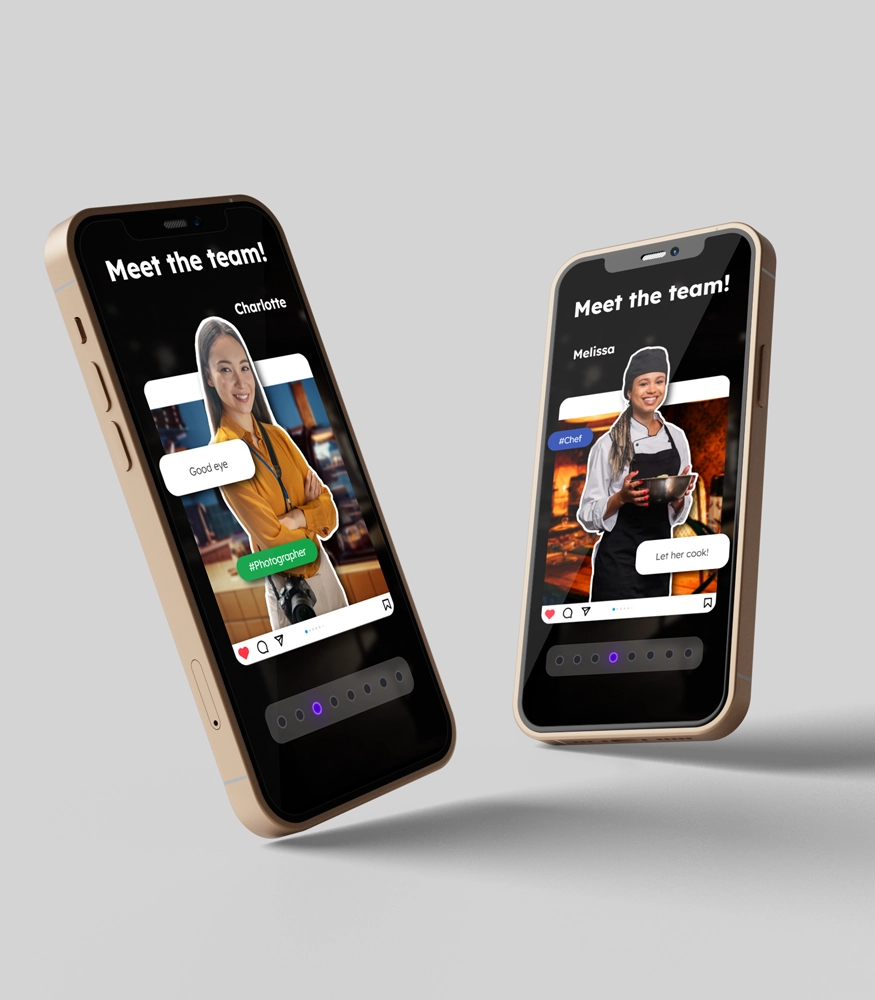 Meet the team!
Charlotte
Good eye
#Photographer
Meet the team!
Melissa
#Chef
Let her cook!